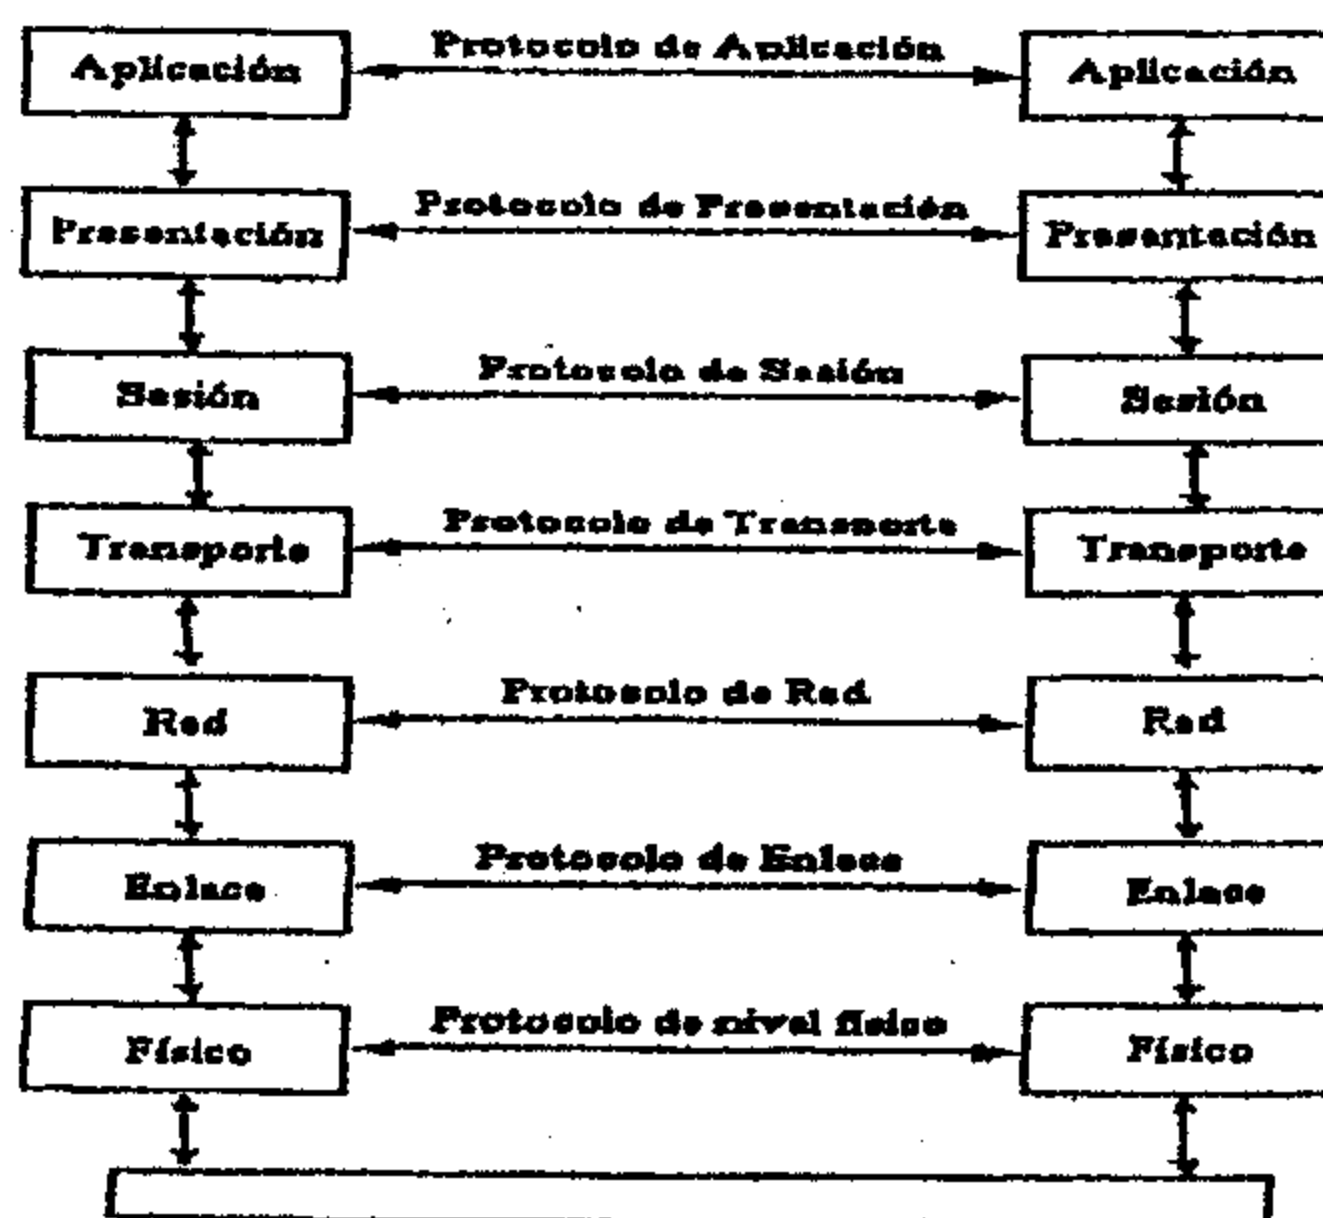 Aplicación
Protocolo de Aplicación
Aplicación
Presentación
Protocolo de Presentación
Presentación
Sesión
Protocolo de Sesión
Sesión
Transporte
Protocolo de Transporte
Transporte
Red
Protocolo de Red
Red
Enlace
Protocolo de Enlace
Enlace
Físico
Protocolo de nivel físico
Físico